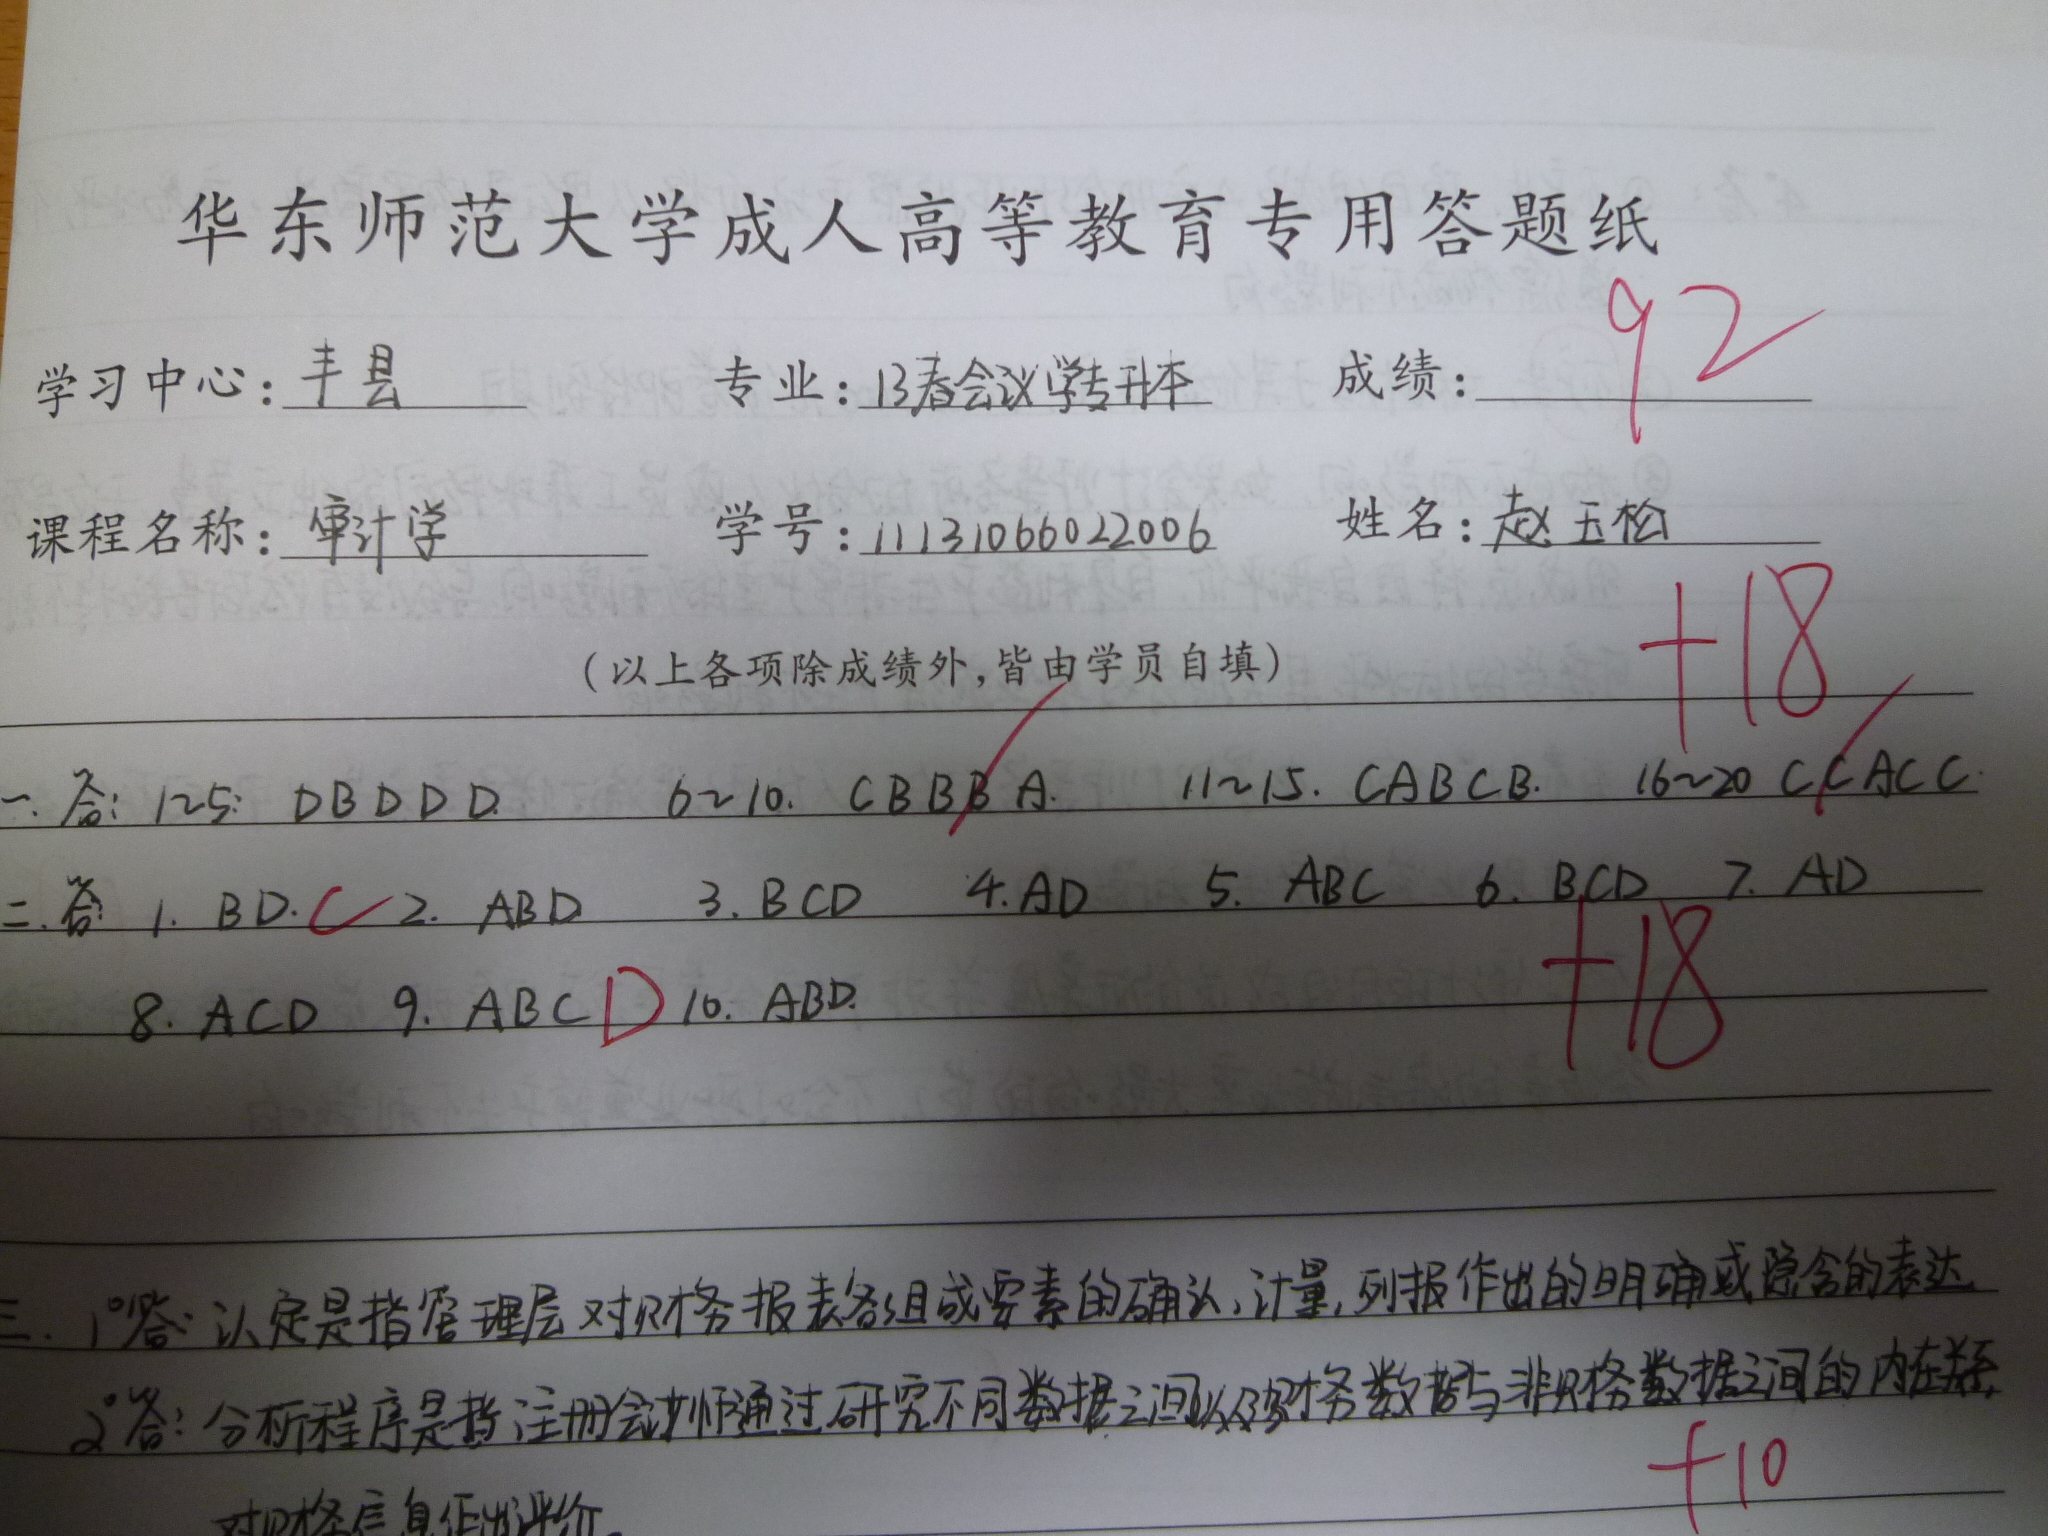 华东师范大学成人高等教育专用答题纸
学习中心：丰县 专业：13春会议学专升本 成绩：92
课程名称：审计学 学号：11131066022006 姓名：赵玉松
（以上各项除成绩外，皆由学员自填）
+18
一.答：1~5: DBDDD. 6~10. CBBBA. 11~15. CABCB. 16~20 CCACC.
二.答 1. BD.C 2. ABD 3. BCD 4. AD 5. ABC 6. BCD 7. AD
+18
8. ACD 9. ABCD 10. ABD.
三. 1°答：认定是指管理层对财务报表各组成要素的确认,计量,列报作出的明确或隐含的表达
2°答：分析程序是指注册会计师通过研究不同数据之间以及财务数据与非财务数据之间的内在关系,
+10
对财务信息作出评价。